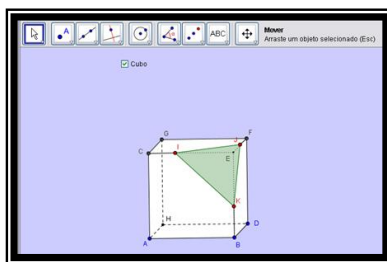 A
ABC
Mover
Arraste um objeto selecionado (Esc)
Cubo
G
F
J
C
I
E
K
H
D
A
B